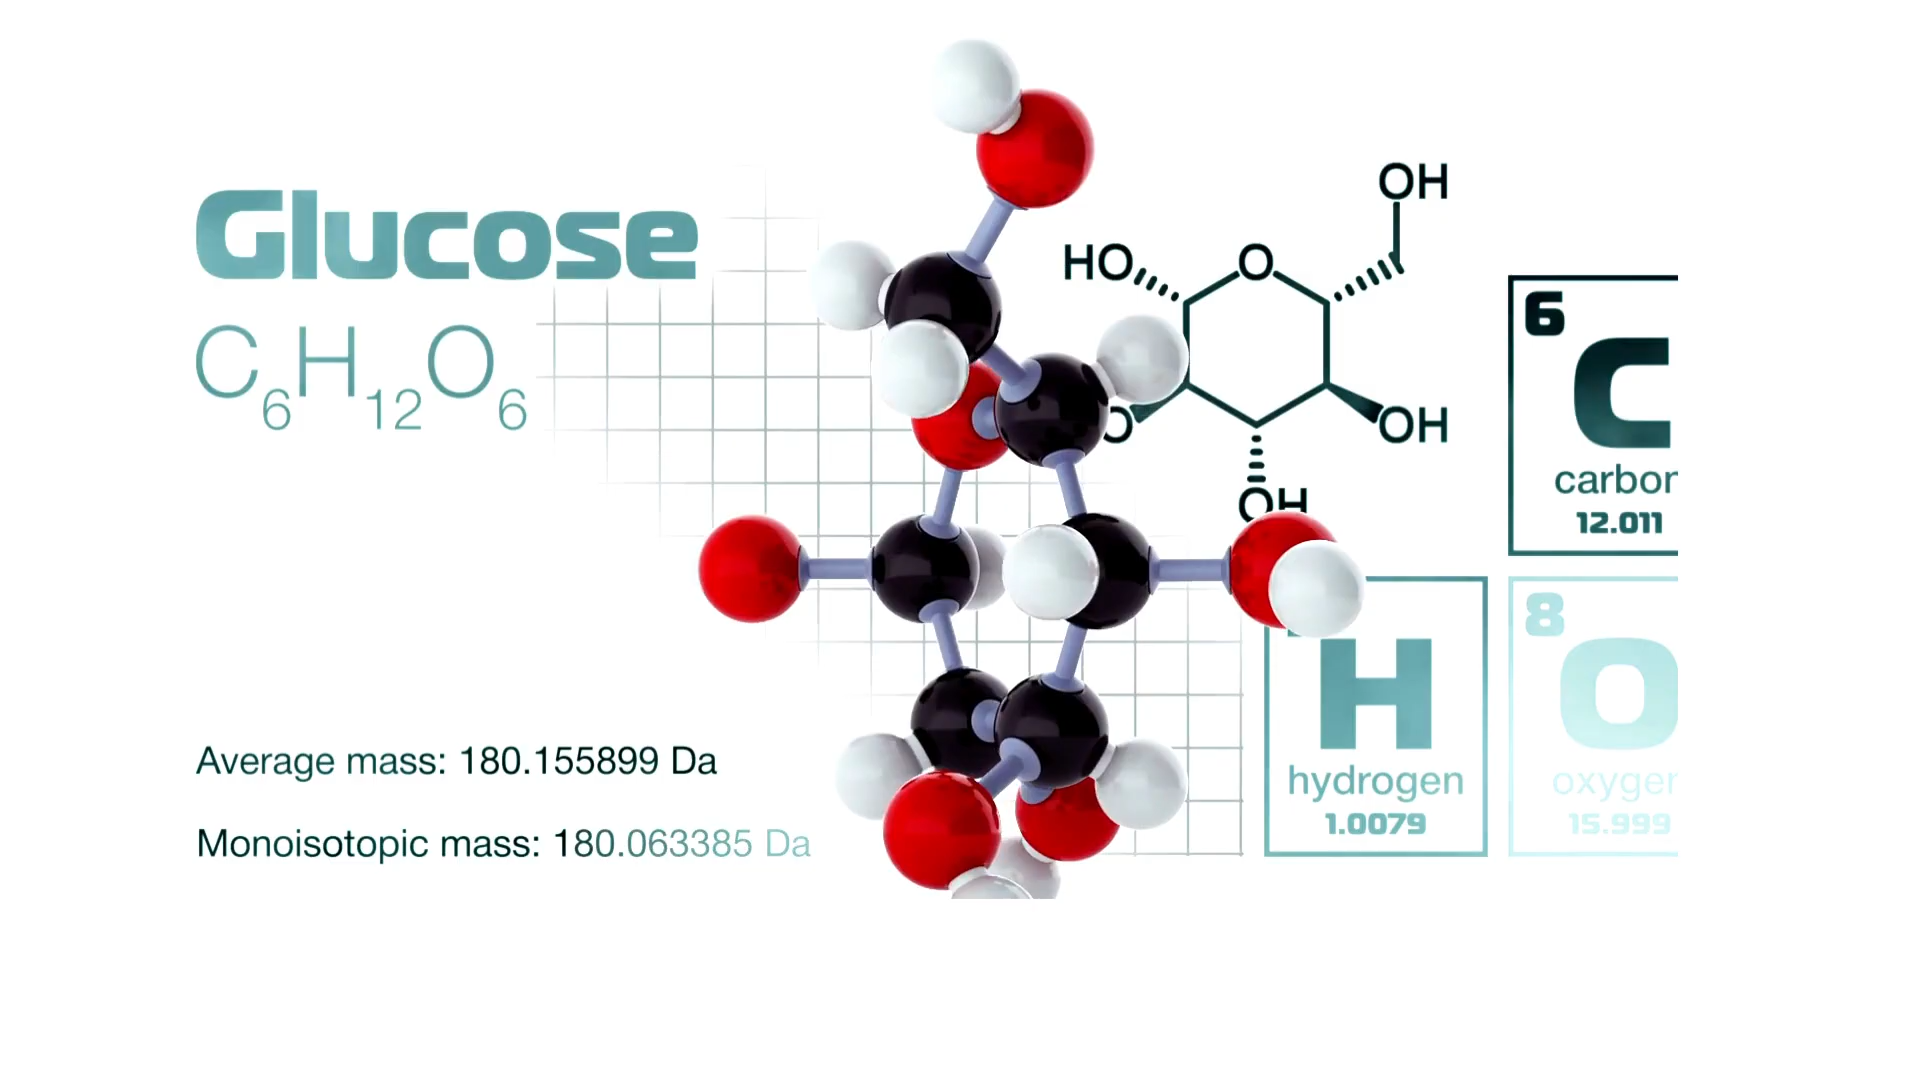 Glucose
C6H12O6
Average mass: 180.155899 Da
Monoisotopic mass: 180.063385 Da
OH
HO
O
O
OH
OH
6
C
carbon
12.011
H
hydrogen
1.0079
8
O
oxygen
15.999